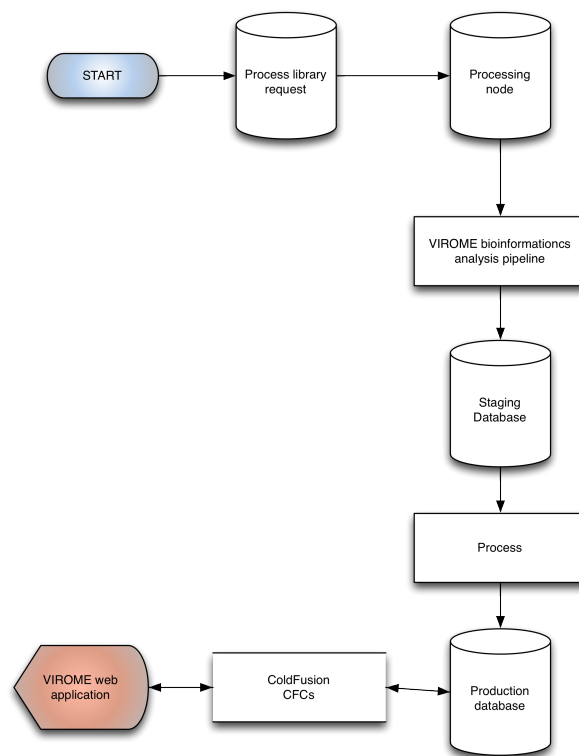 START
Process library
request
Processing
node
VIROME bioinformationcs
analysis pipeline
Staging
Database
Process
VIROME web
application
ColdFusion
CFCs
Production
database